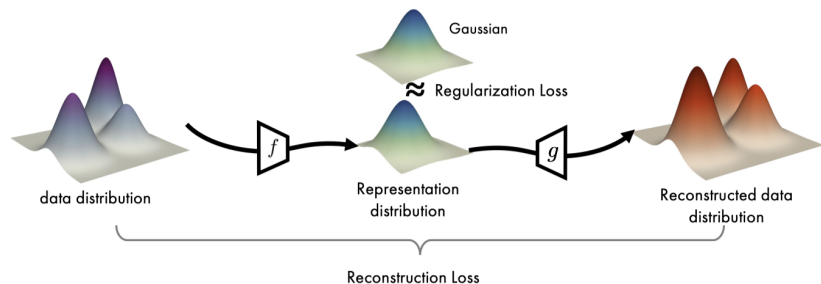 Gaussian
≈ Regularization Loss
f
g
data distribution
Representation
distribution
Reconstructed data
distribution
Reconstruction Loss